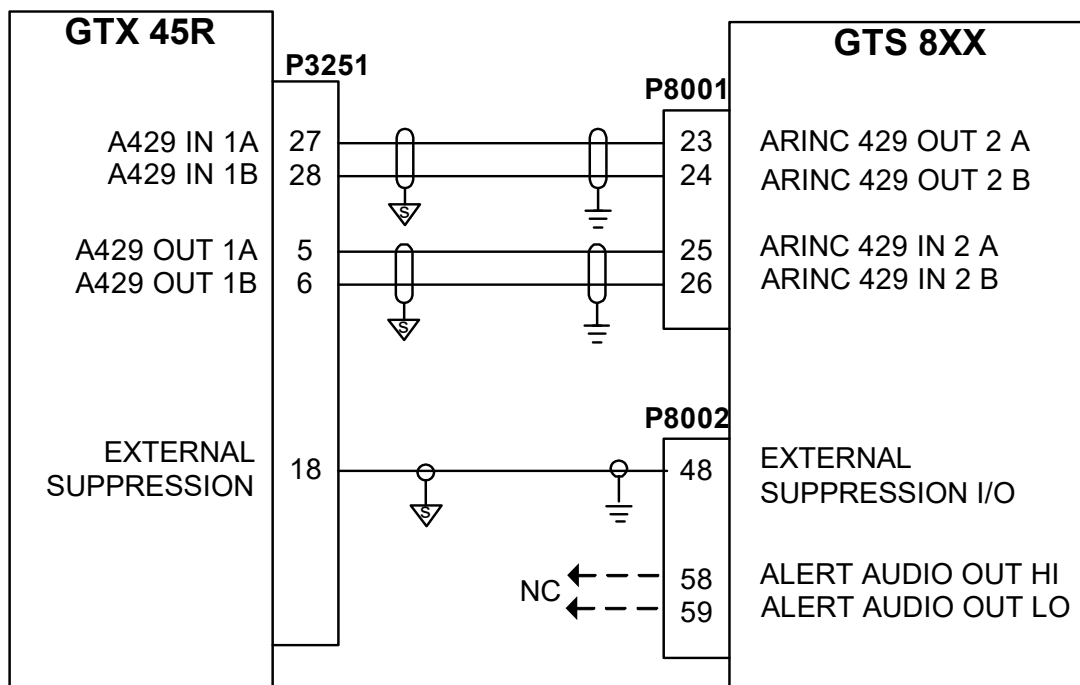 GTX 45R
GTS 8XX
P3251
P8001
A429 IN 1A 27 23 ARINC 429 OUT 2 A
A429 IN 1B 28 24 ARINC 429 OUT 2 B
S
A429 OUT 1A 5 25 ARINC 429 IN 2 A
A429 OUT 1B 6 26 ARINC 429 IN 2 B
S
P8002
EXTERNAL
SUPPRESSION
18 48
EXTERNAL
SUPPRESSION I/O
S
NC
58 ALERT AUDIO OUT HI
59 ALERT AUDIO OUT LO